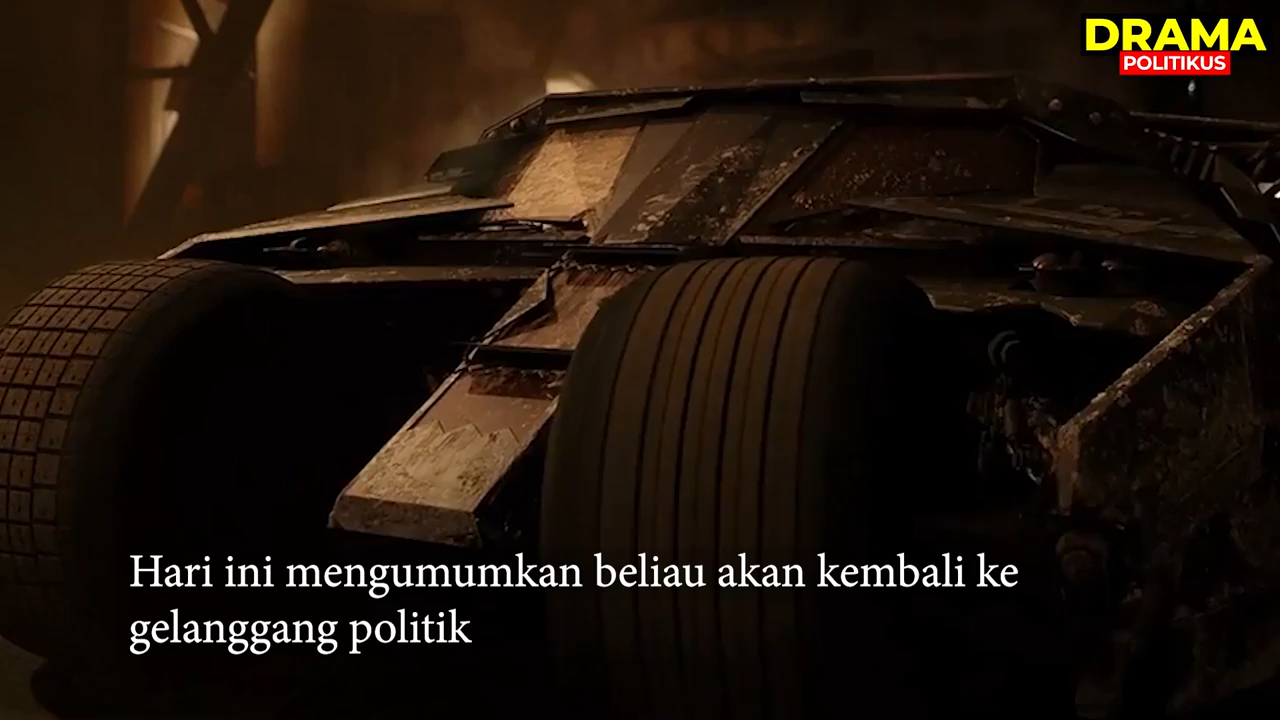 DRAMA
POLITIKUS
Hari ini mengumumkan beliau akan kembali ke
gelanggang politik